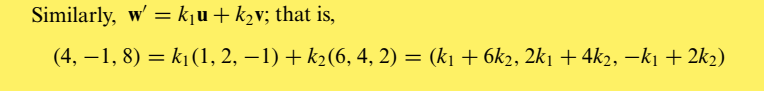 Similarly, w′ = k₁u + k₂v; that is,
(4, −1, 8) = k₁(1, 2, −1) + k₂(6, 4, 2) = (k₁ + 6k₂, 2k₁ + 4k₂, −k₁ + 2k₂)